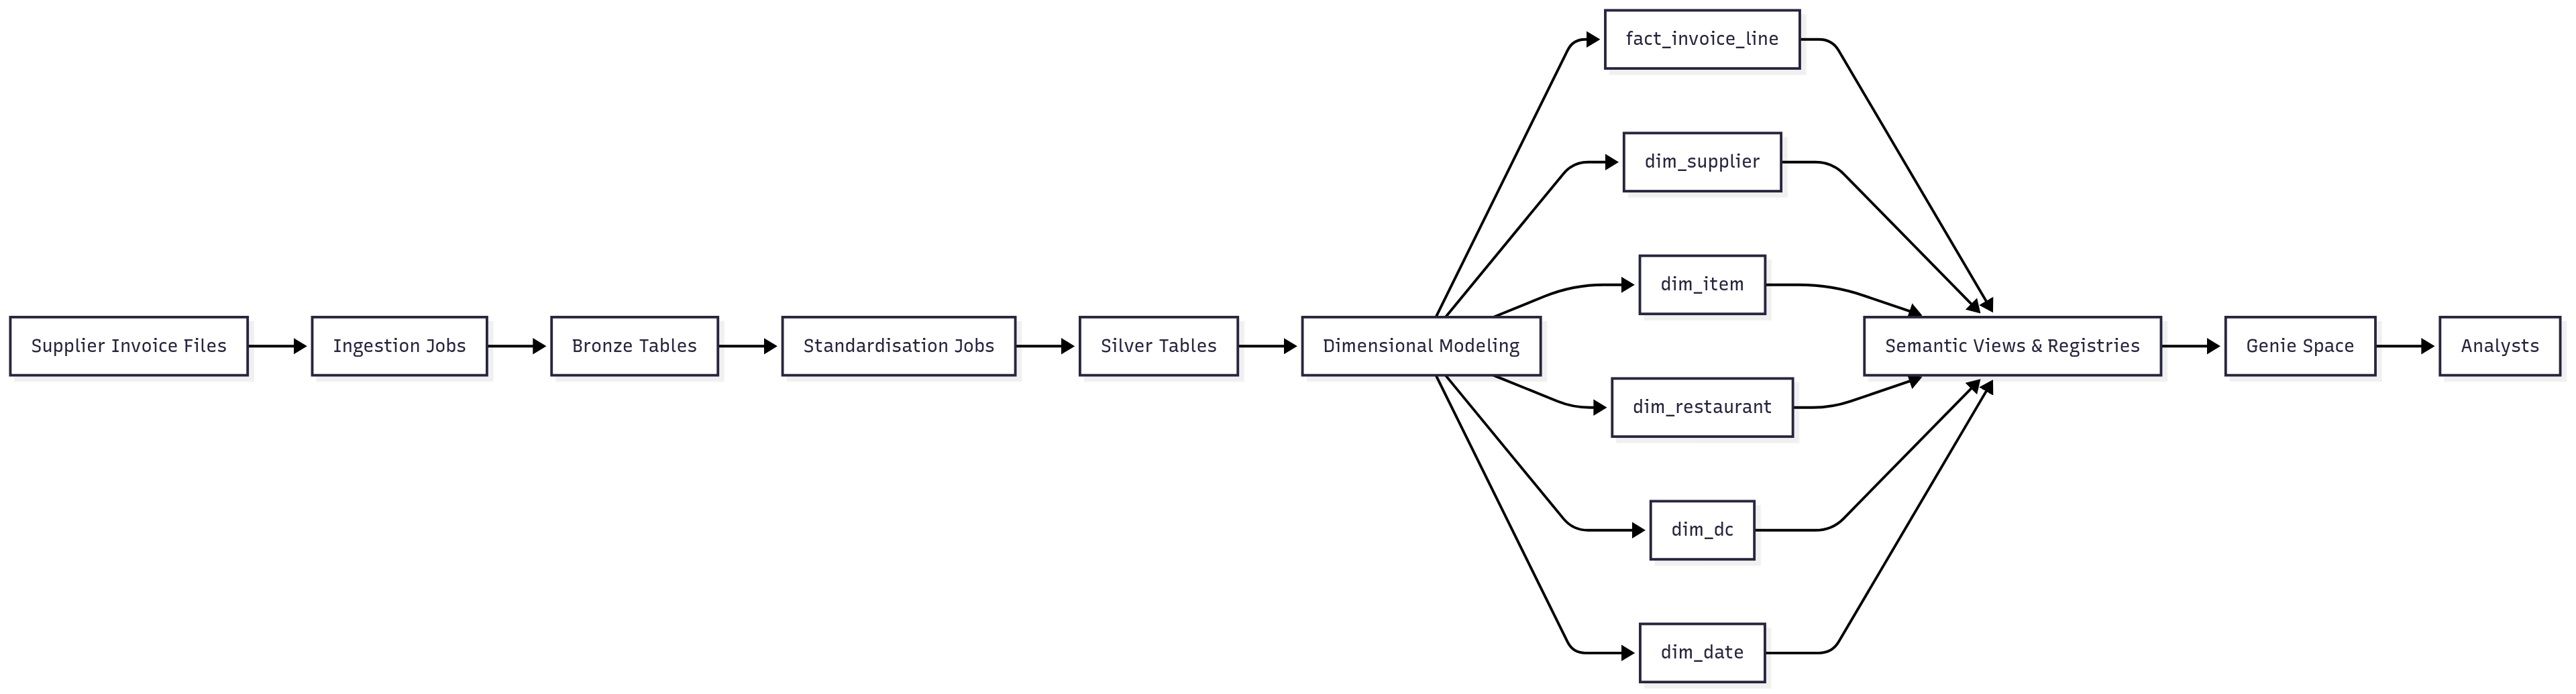 Supplier Invoice Files
Ingestion Jobs
Bronze Tables
Standardisation Jobs
Silver Tables
Dimensional Modeling
fact_invoice_line
dim_supplier
dim_item
dim_restaurant
dim_dc
dim_date
Semantic Views & Registries
Genie Space
Analysts